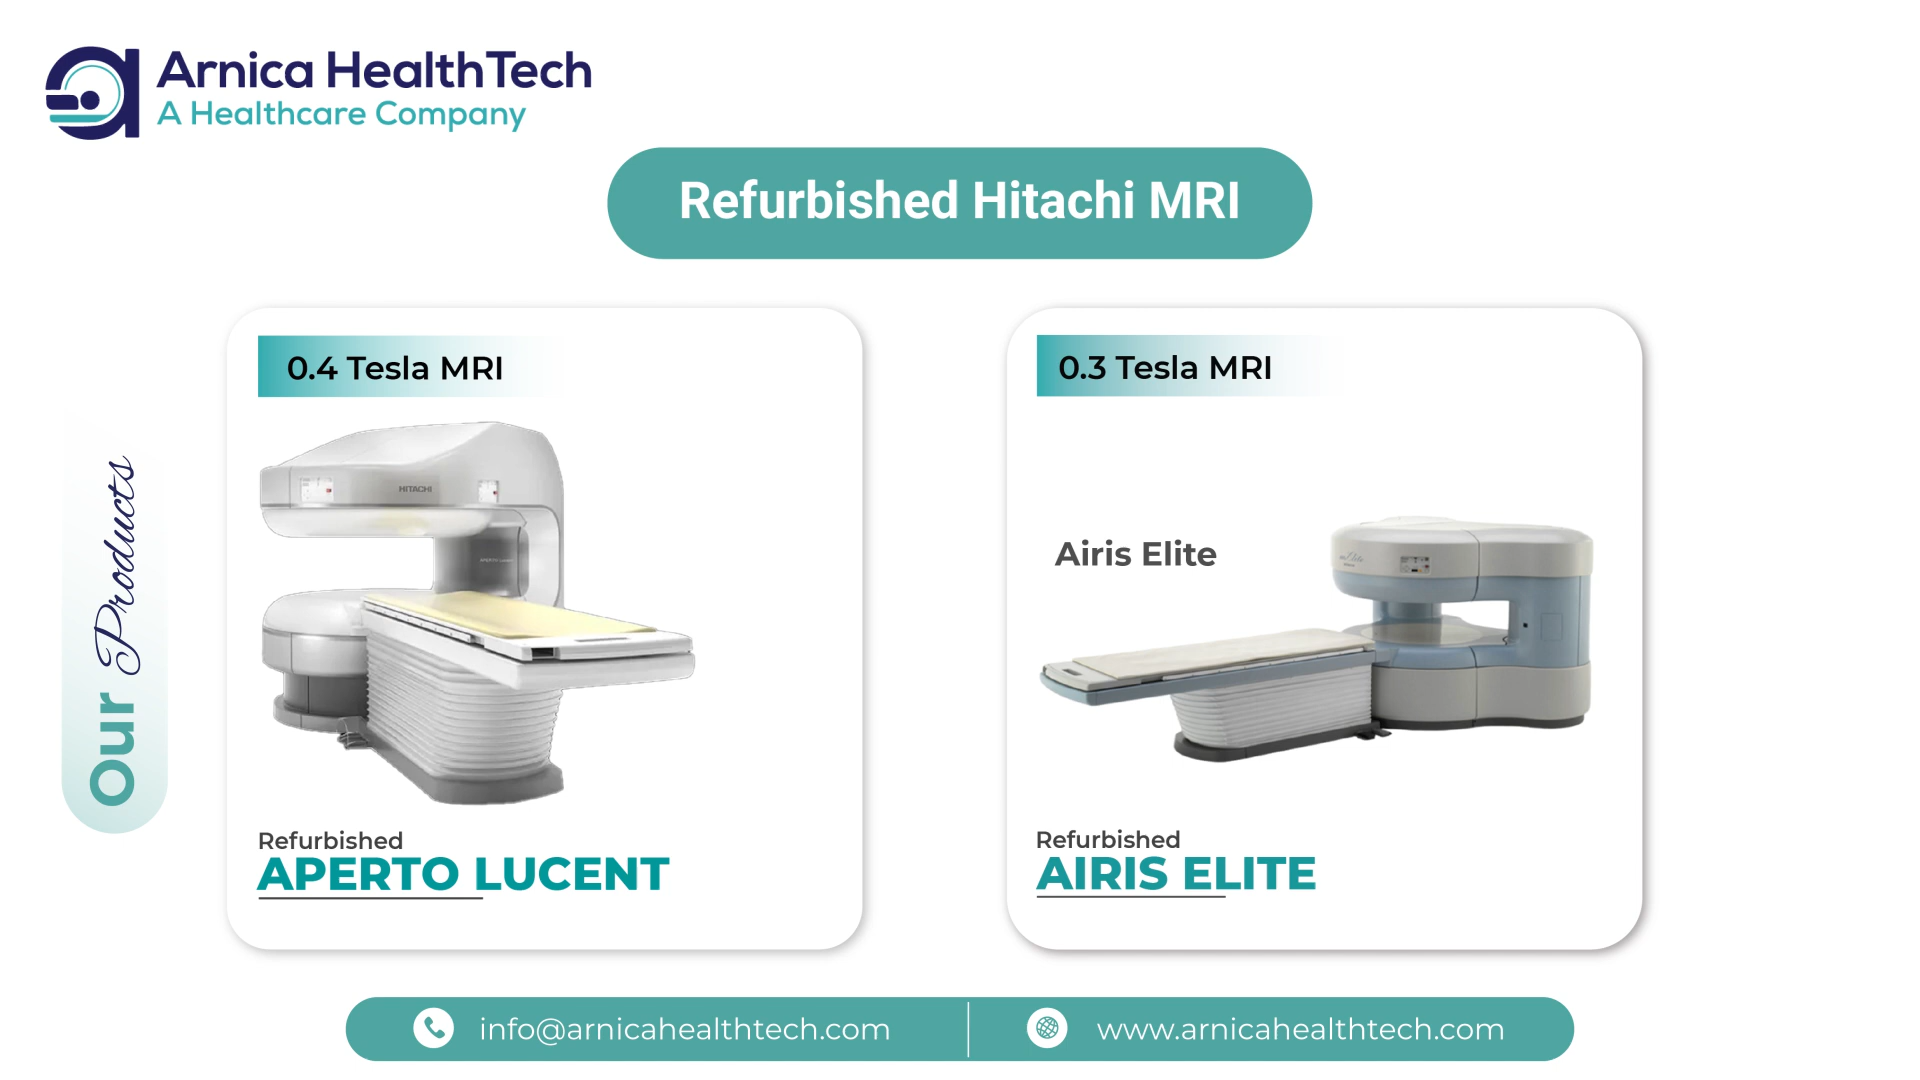 Arnica HealthTech
A Healthcare Company
Refurbished Hitachi MRI
Our Products
0.4 Tesla MRI
HITACHI
Refurbished
APERTO LUCENT
0.3 Tesla MRI
Airis Elite
Refurbished
AIRIS ELITE
info@arnicahealthtech.com
www.arnicahealthtech.com